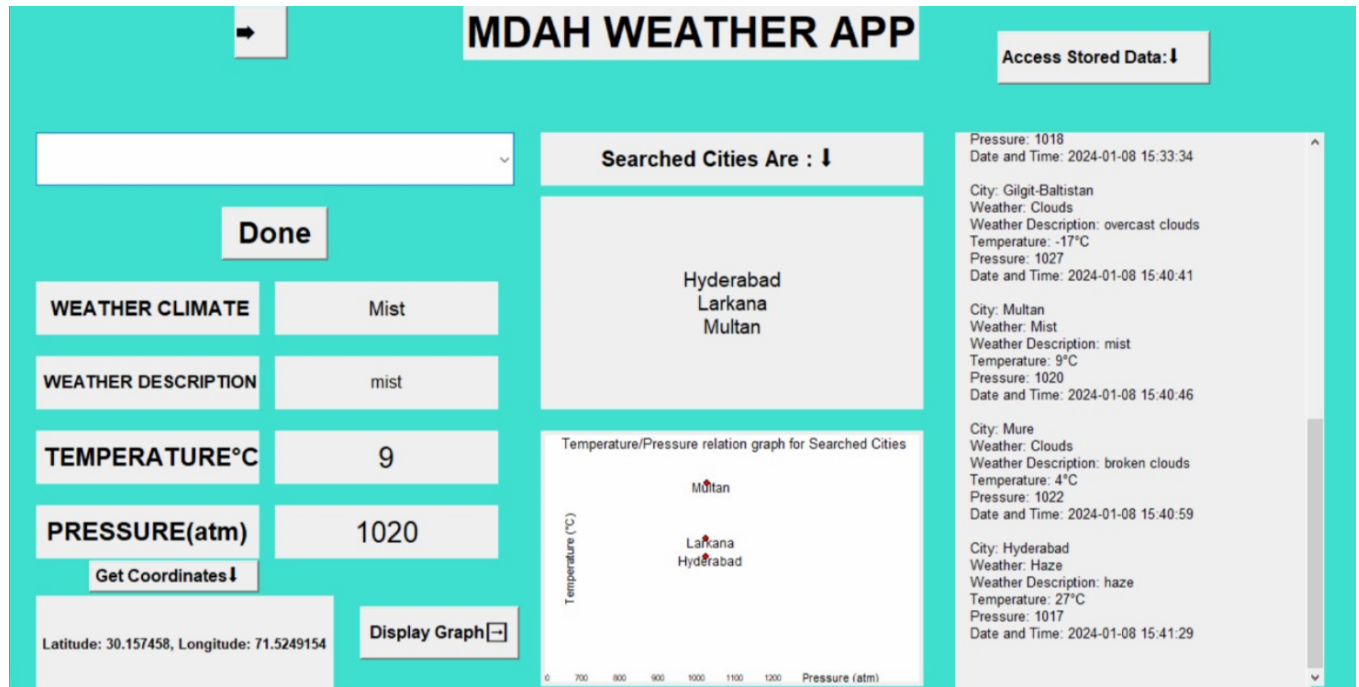 ➡
MDAH WEATHER APP
Access Stored Data:⬇
Done
WEATHER CLIMATE
Mist
WEATHER DESCRIPTION
mist
TEMPERATURE°C
9
PRESSURE(atm)
1020
Get Coordinates⬇
Latitude: 30.157458, Longitude: 71.5249154
Display Graph
Searched Cities Are : ⬇
Hyderabad
Larkana
Multan
Temperature/Pressure relation graph for Searched Cities
Multan
Larkana
Hyderabad
Temperature (°C)
0 700 800 900 1000 1100 1200 Pressure (atm)
Pressure: 1018
Date and Time: 2024-01-08 15:33:34
City: Gilgit-Baltistan
Weather: Clouds
Weather Description: overcast clouds
Temperature: -17°C
Pressure: 1027
Date and Time: 2024-01-08 15:40:41
City: Multan
Weather: Mist
Weather Description: mist
Temperature: 9°C
Pressure: 1020
Date and Time: 2024-01-08 15:40:46
City: Mure
Weather: Clouds
Weather Description: broken clouds
Temperature: 4°C
Pressure: 1022
Date and Time: 2024-01-08 15:40:59
City: Hyderabad
Weather: Haze
Weather Description: haze
Temperature: 27°C
Pressure: 1017
Date and Time: 2024-01-08 15:41:29